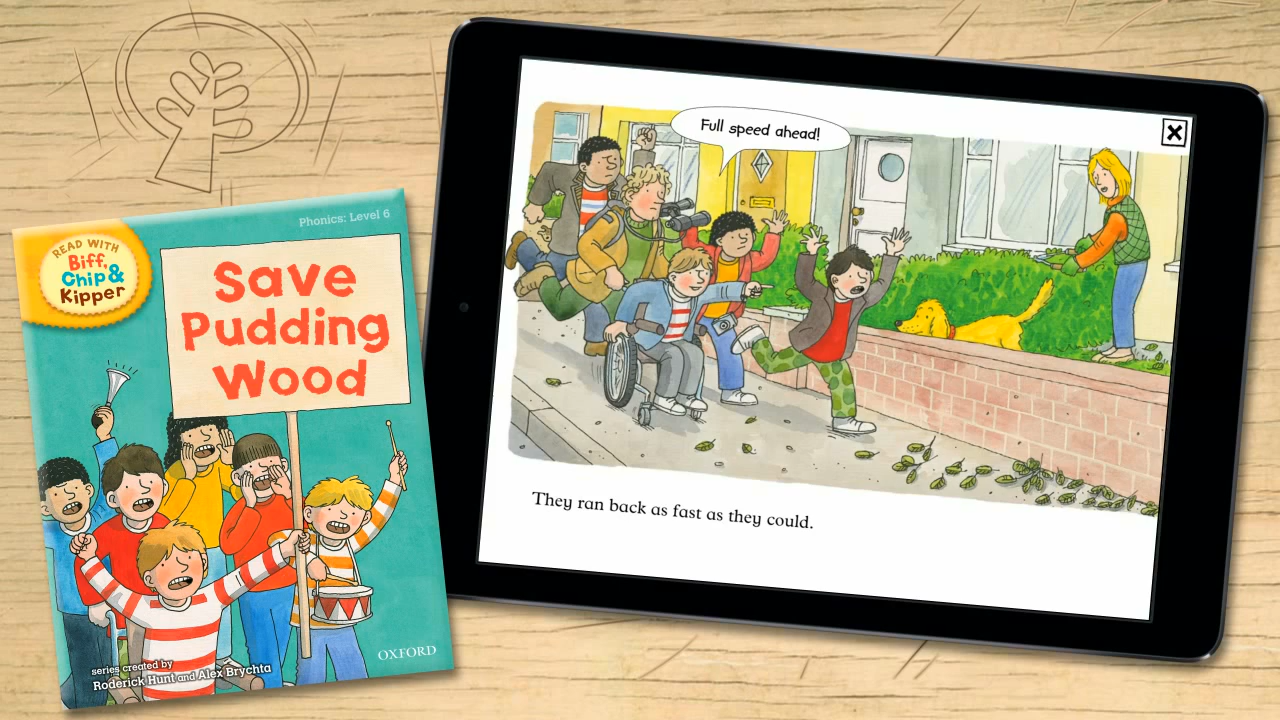 Phonics: Level 6
READ WITH
Biff,
Chip &
Kipper
Save
Pudding
Wood
series created by
Roderick Hunt and Alex Brychta
OXFORD
Full speed ahead!
They ran back as fast as they could.